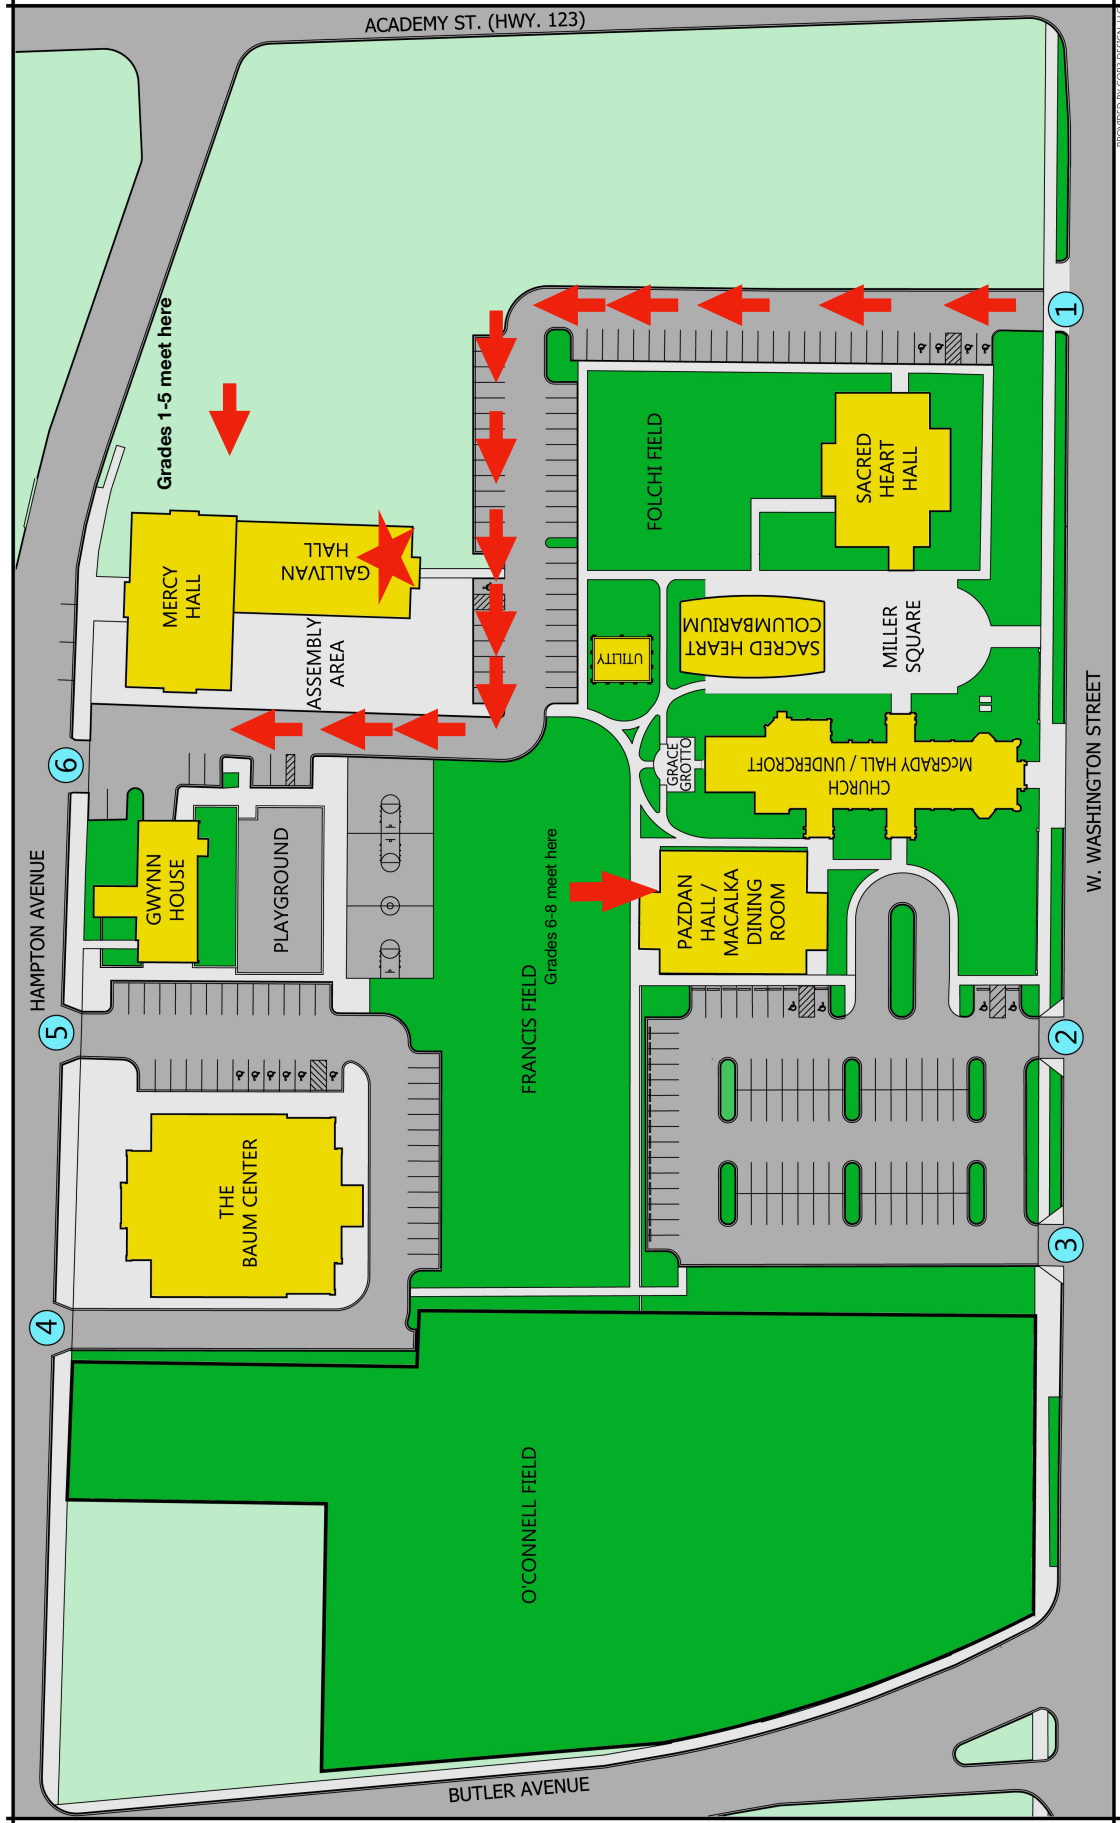 ACADEMY ST. (HWY. 123)
Grades 1-5 meet here
1
FOLCHI FIELD
SACRED
HEART
HALL
MERCY
HALL
GALLIVAN
HALL
ASSEMBLY
AREA
UTILITY
SACRED HEART
COLUMBARIUM
MILLER
SQUARE
W. WASHINGTON STREET
6
GRACE
GROTTO
CHURCH
McGRADY HALL / UNDERCROFT
HAMPTON AVENUE
GWYNN
HOUSE
PLAYGROUND
Grades 6-8 meet here
PAZDAN
HALL /
MACALKA
DINING
ROOM
FRANCIS FIELD
5
2
THE
BAUM CENTER
3
4
O'CONNELL FIELD
BUTLER AVENUE